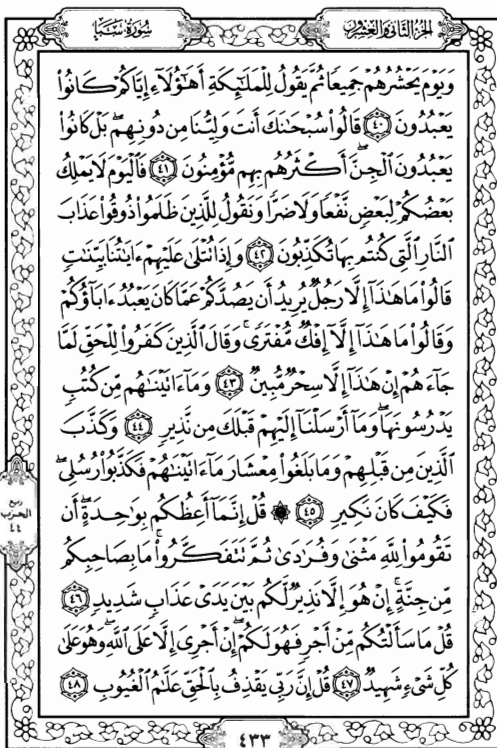 الجزء الثاني والعشرون
سورة سبإ
وَيَوْمَ يَحْشُرُهُمْ جَمِيعًا ثُمَّ يَقُولُ لِلْمَلَـٰٓئِكَةِ أَهَـٰٓؤُلَآءِ إِيَّاكُمْ كَانُوا۟
يَعْبُدُونَ ٤٠ قَالُوا۟ سُبْحَـٰنَكَ أَنتَ وَلِيُّنَا مِن دُونِهِم ۖ بَلْ كَانُوا۟
يَعْبُدُونَ ٱلْجِنَّ ۖ أَكْثَرُهُم بِهِم مُّؤْمِنُونَ ٤١ فَٱلْيَوْمَ لَا يَمْلِكُ
بَعْضُكُمْ لِبَعْضٍ نَّفْعًا وَلَا ضَرًّا وَنَقُولُ لِلَّذِينَ ظَلَمُوا۟ ذُوقُوا۟ عَذَابَ
ٱلنَّارِ ٱلَّتِى كُنتُم بِهَا تُكَذِّبُونَ ٤٢ وَإِذَا تُتْلَىٰ عَلَيْهِمْ ءَايَـٰتُنَا بَيِّنَـٰتٍ
قَالُوا۟ مَا هَـٰذَآ إِلَّا رَجُلٌ يُرِيدُ أَن يَصُدَّكُمْ عَمَّا كَانَ يَعْبُدُ ءَابَآؤُكُمْ
وَقَالُوا۟ مَا هَـٰذَآ إِلَّآ إِفْكٌ مُّفْتَرًى ۚ وَقَالَ ٱلَّذِينَ كَفَرُوا۟ لِلْحَقِّ لَمَّا
جَآءَهُمْ إِنْ هَـٰذَآ إِلَّا سِحْرٌ مُّبِينٌ ٤٣ وَمَآ ءَاتَيْنَـٰهُم مِّن كُتُبٍ
يَدْرُسُونَهَا ۖ وَمَآ أَرْسَلْنَآ إِلَيْهِمْ قَبْلَكَ مِن نَّذِيرٍ ٤٤ وَكَذَّبَ
ٱلَّذِينَ مِن قَبْلِهِمْ وَمَا بَلَغُوا۟ مِعْشَارَ مَآ ءَاتَيْنَـٰهُمْ فَكَذَّبُوا۟ رُسُلِى ۖ
فَكَيْفَ كَانَ نَكِيرِ ٤٥ ۞ قُلْ إِنَّمَآ أَعِظُكُم بِوَٰحِدَةٍ ۖ أَن
تَقُومُوا۟ لِلَّهِ مَثْنَىٰ وَفُرَٰدَىٰ ثُمَّ تَتَفَكَّرُوا۟ ۚ مَا بِصَاحِبِكُم
مِّن جِنَّةٍ ۚ إِنْ هُوَ إِلَّا نَذِيرٌ لَّكُم بَيْنَ يَدَىْ عَذَابٍ شَدِيدٍ ٤٦
قُلْ مَا سَأَلْتُكُم مِّنْ أَجْرٍ فَهُوَ لَكُمْ ۖ إِنْ أَجْرِىَ إِلَّا عَلَى ٱللَّهِ ۖ وَهُوَ عَلَىٰ
كُلِّ شَىْءٍ شَهِيدٌ ٤٧ قُلْ إِنَّ رَبِّى يَقْذِفُ بِٱلْحَقِّ عَلَّـٰمُ ٱلْغُيُوبِ ٤٨
ربع
الحزب
٤٤
٤٣٣